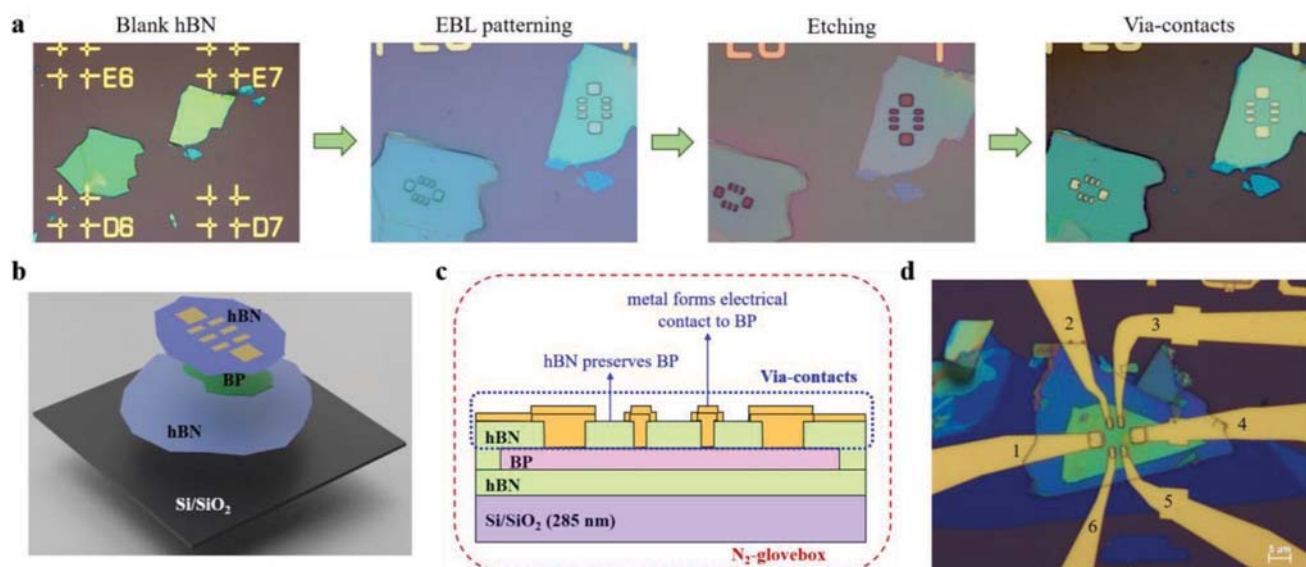 a
Blank hBN
EBL patterning
Etching
Via-contacts
E6
E7
D6
D7
b
hBN
BP
hBN
Si/SiO₂
c
metal forms electrical
contact to BP
hBN preserves BP
Via-contacts
hBN
BP
hBN
Si/SiO₂ (285 nm)
N₂-glovebox
d
2
3
1
4
6
5
5 µm